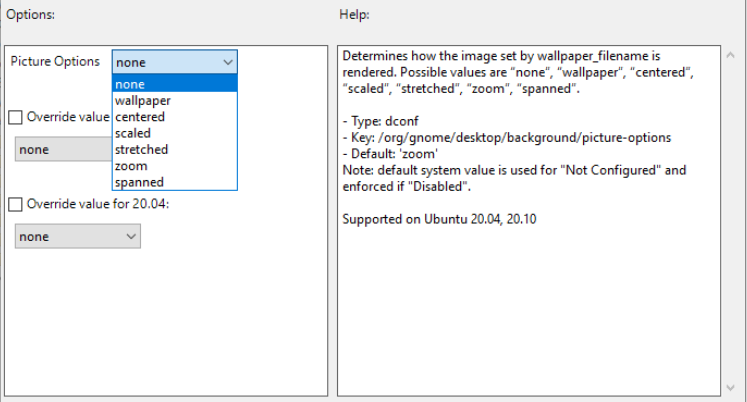 Options:
Help:
Picture Options
none
none
wallpaper
centered
scaled
stretched
zoom
spanned
Override value
none
Override value for 20.04:
none
Determines how the image set by wallpaper_filename is
rendered. Possible values are “none”, “wallpaper”, “centered”,
“scaled”, “stretched”, “zoom”, “spanned”.
- Type: dconf
- Key: /org/gnome/desktop/background/picture-options
- Default: 'zoom'
Note: default system value is used for "Not Configured" and
enforced if "Disabled".
Supported on Ubuntu 20.04, 20.10